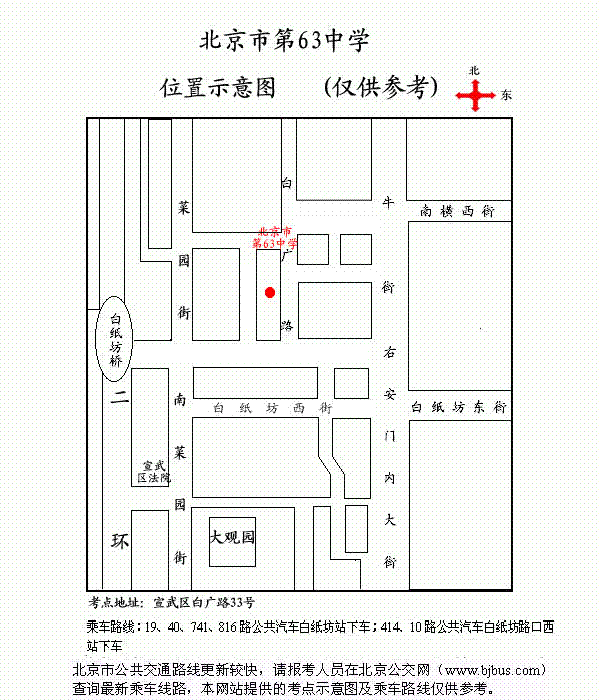 北京市第63中学
位置示意图 (仅供参考)
北
东
白
广
路
牛
街
南横西街
菜
园
街
北京市
第63中学
白纸坊桥
右
安
门
内
大
街
二
环
南
菜
园
街
白纸坊西街
白纸坊东街
宣武
区法院
大观园
考点地址：宣武区白广路33号
乘车路线：19、40、741、816路公共汽车白纸坊站下车；414、10路公共汽车白纸坊路口西
站下车
北京市公共交通路线更新较快，请报考人员在北京公交网（www.bjbus.com）
查询最新乘车线路，本网站提供的考点示意图及乘车路线仅供参考。